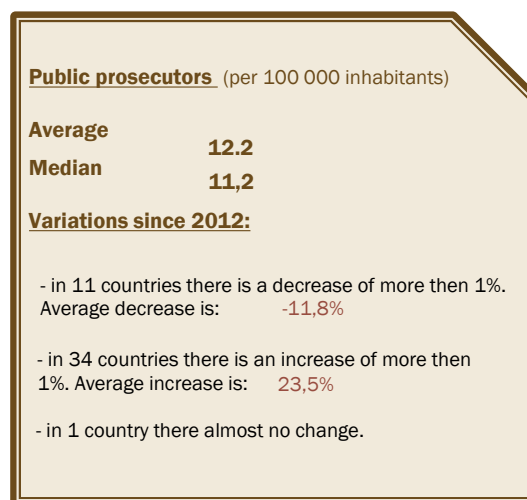 Public prosecutors (per 100 000 inhabitants)
Average
12.2
Median
11,2
Variations since 2012:
- in 11 countries there is a decrease of more then 1%.
Average decrease is: -11,8%
- in 34 countries there is an increase of more then
1%. Average increase is: 23,5%
- in 1 country there almost no change.